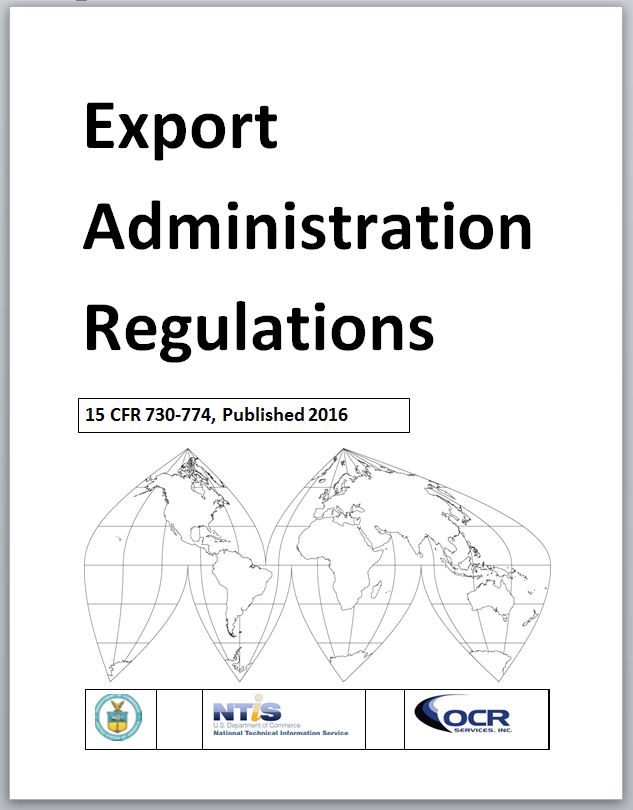 Export
Administration
Regulations
15 CFR 730-774, Published 2016
NTiS
U.S. Department of Commerce
National Technical Information Service
OCR
SERVICES, INC.